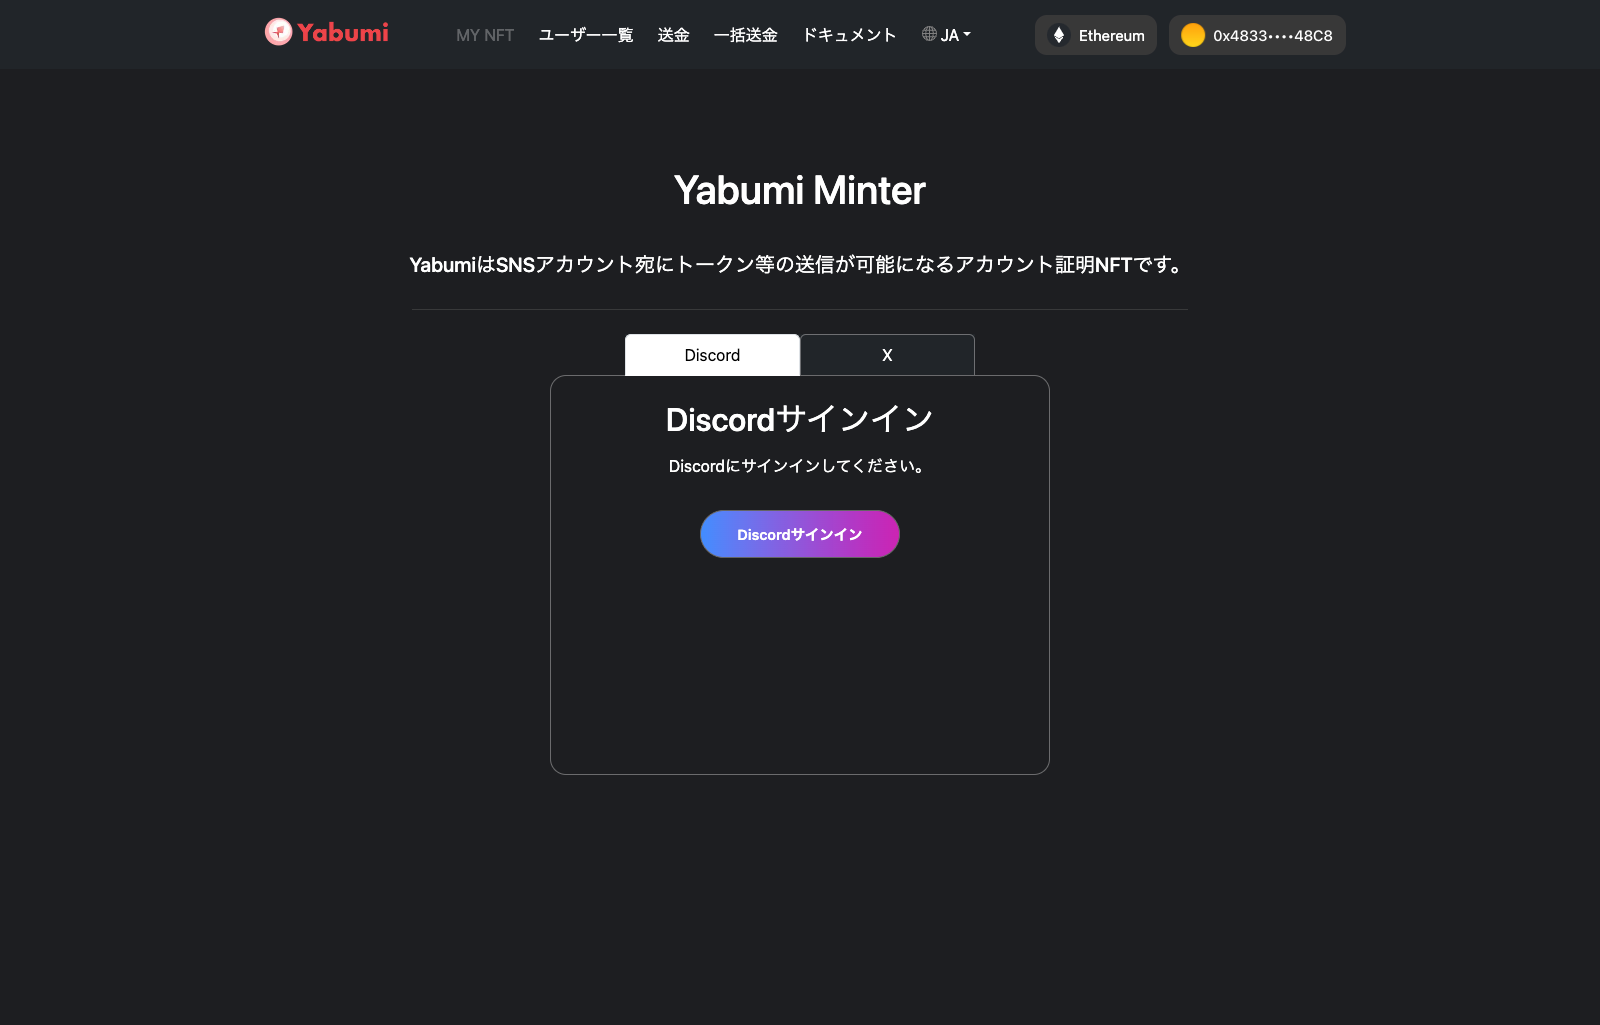 Yabumi
MY NFT
ユーザー一覧
送金
一括送金
ドキュメント
JA
Ethereum
0x4833••••48C8
Yabumi Minter
YabumiはSNSアカウント宛にトークン等の送信が可能になるアカウント証明NFTです。
Discord
X
Discordサインイン
Discordにサインインしてください。
Discordサインイン